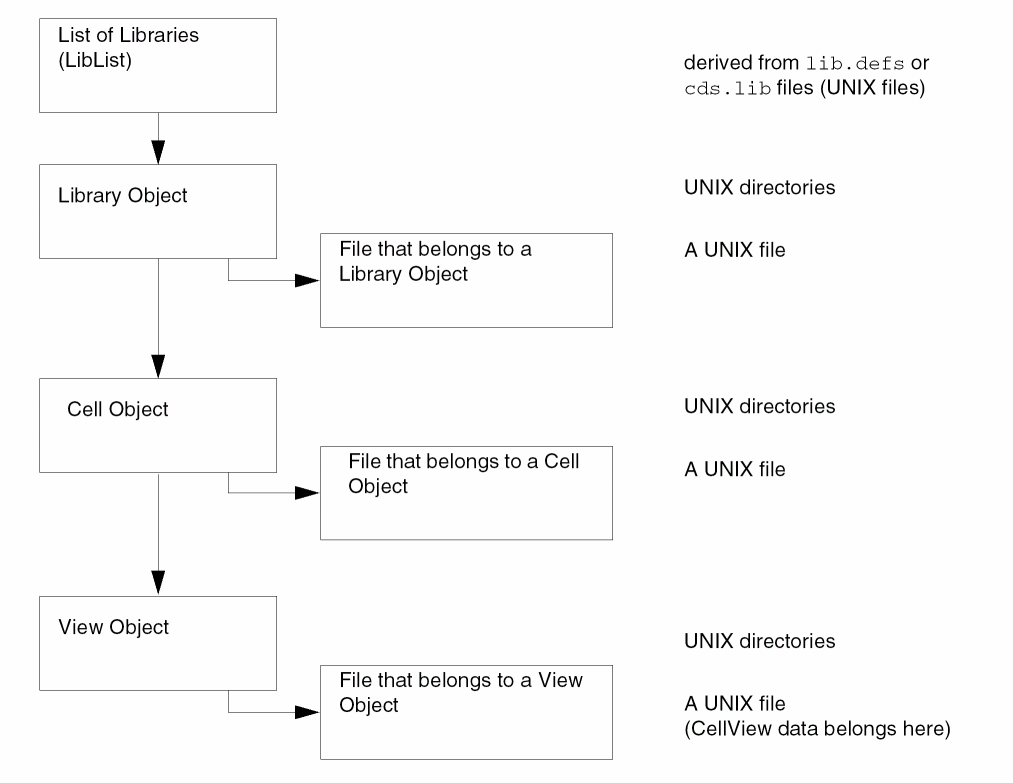 List of Libraries
(LibList)
derived from lib.defs or
cds.lib files (UNIX files)
Library Object
UNIX directories
File that belongs to a
Library Object
A UNIX file
Cell Object
UNIX directories
File that belongs to a Cell
Object
A UNIX file
View Object
UNIX directories
File that belongs to a View
Object
A UNIX file
(CellView data belongs here)